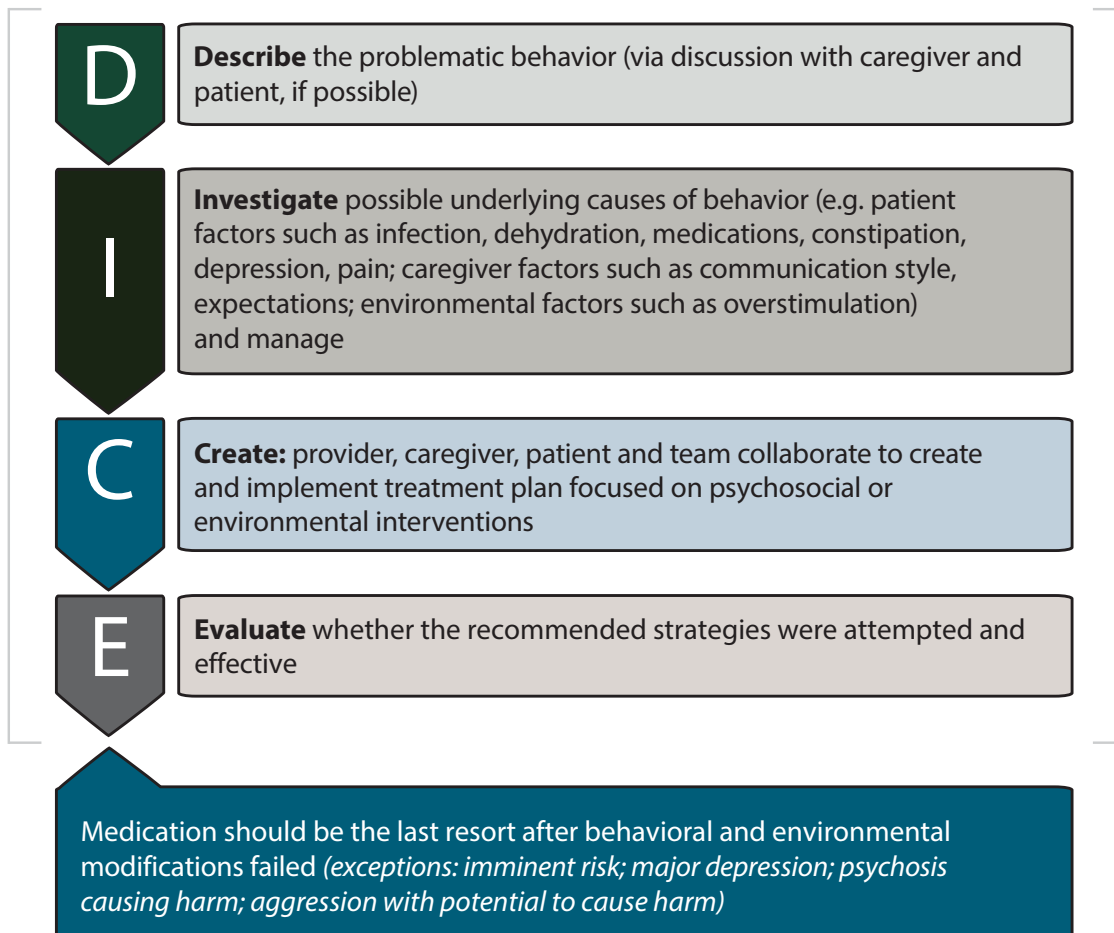 D
Describe the problematic behavior (via discussion with caregiver and
patient, if possible)
I
Investigate possible underlying causes of behavior (e.g. patient
factors such as infection, dehydration, medications, constipation,
depression, pain; caregiver factors such as communication style,
expectations; environmental factors such as overstimulation)
and manage
C
Create: provider, caregiver, patient and team collaborate to create
and implement treatment plan focused on psychosocial or
environmental interventions
E
Evaluate whether the recommended strategies were attempted and
effective
Medication should be the last resort after behavioral and environmental
modifications failed (exceptions: imminent risk; major depression; psychosis
causing harm; aggression with potential to cause harm)